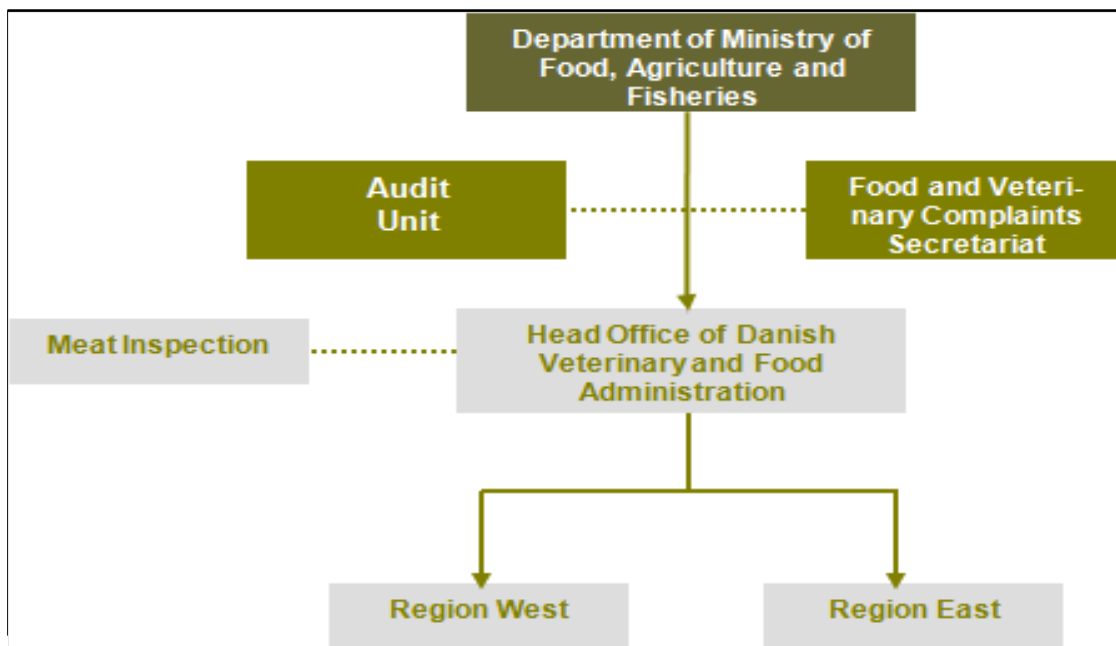 Department of Ministry of
Food, Agriculture and
Fisheries
Audit
Unit
Food and Veteri-
nary Complaints
Secretariat
Meat Inspection
Head Office of Danish
Veterinary and Food
Administration
Region West
Region East